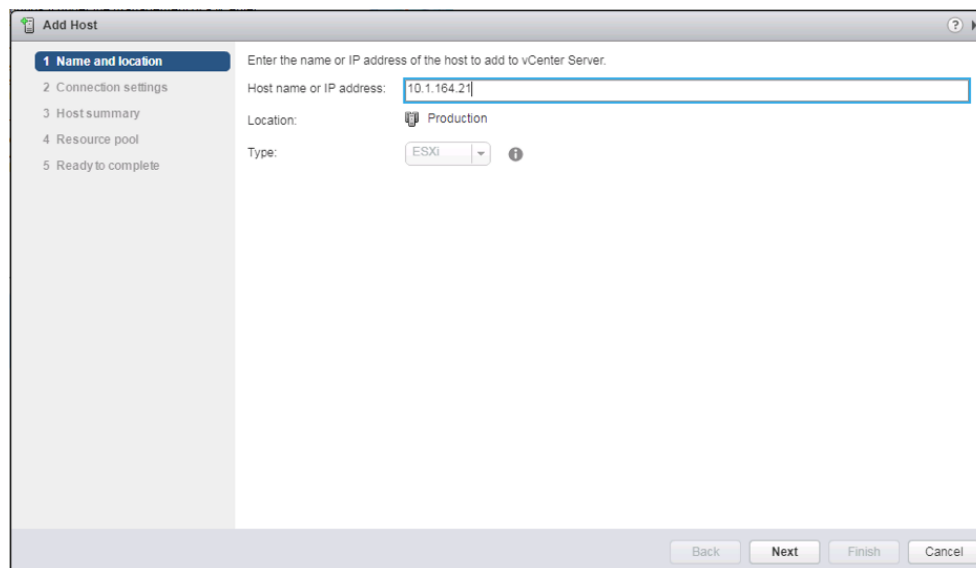 Add Host
?
1 Name and location
2 Connection settings
3 Host summary
4 Resource pool
5 Ready to complete
Enter the name or IP address of the host to add to vCenter Server.
Host name or IP address: 10.1.164.21
Location: Production
Type: ESXi
Back Next Finish Cancel